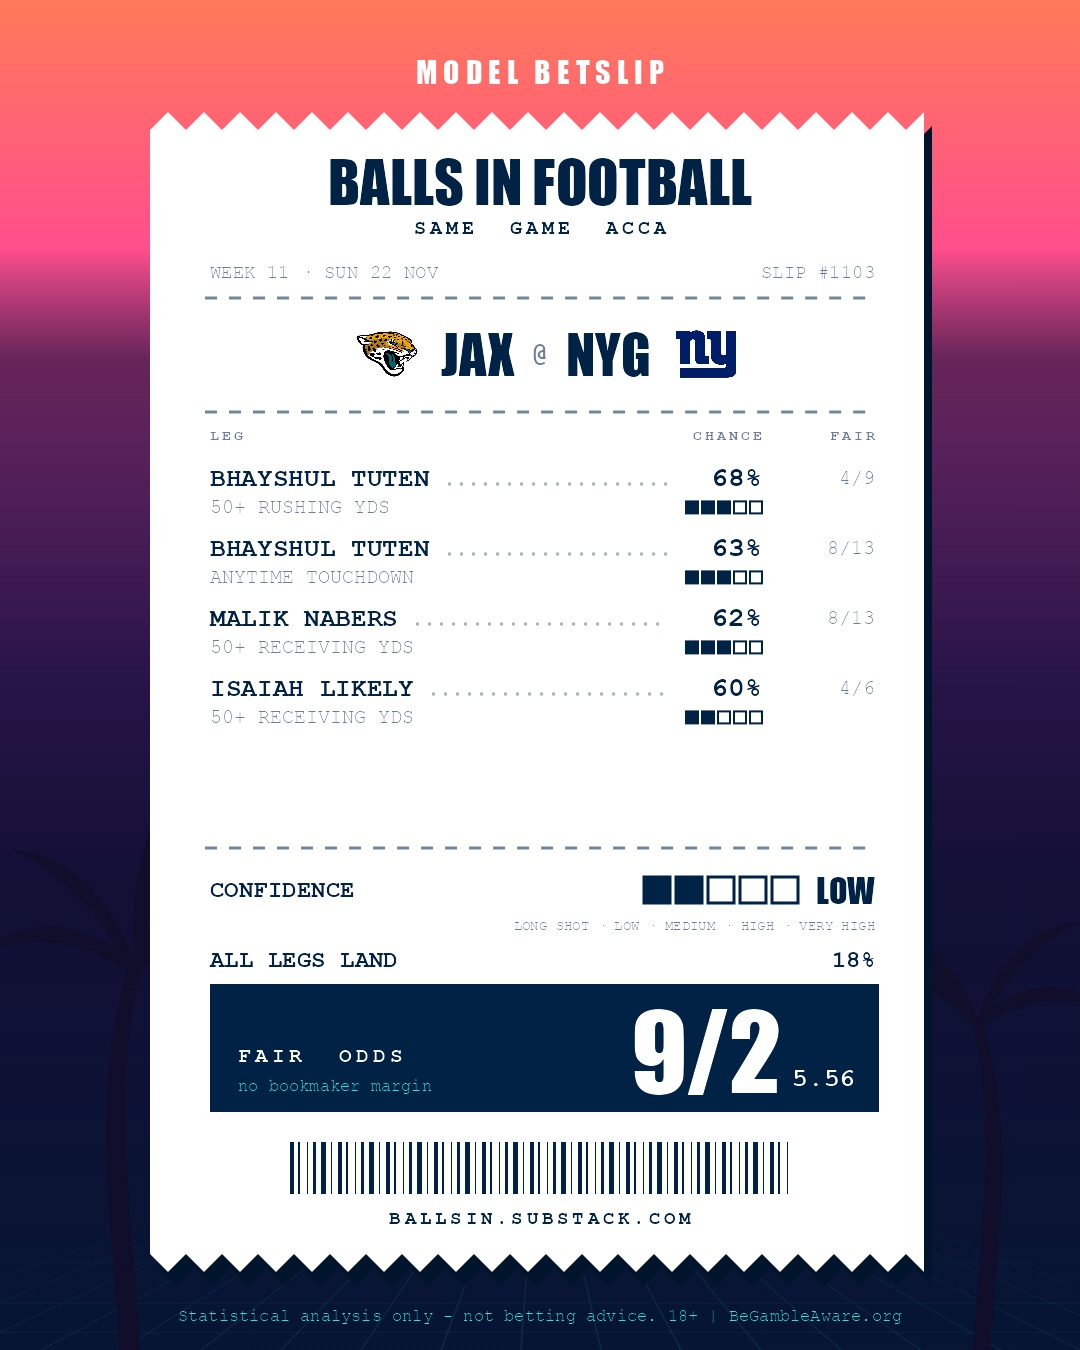 MODEL BETSLIP
BALLS IN FOOTBALL
SAME GAME ACCA
WEEK 11 · SUN 22 NOV SLIP #1103
JAX @ NYG ny
LEG CHANCE FAIR
BHAYSHUL TUTEN .................. 68% 4/9
50+ RUSHING YDS
BHAYSHUL TUTEN .................. 63% 8/13
ANYTIME TOUCHDOWN
MALIK NABERS .................... 62% 8/13
50+ RECEIVING YDS
ISAIAH LIKELY ................... 60% 4/6
50+ RECEIVING YDS
CONFIDENCE LOW
LONG SHOT · LOW · MEDIUM · HIGH · VERY HIGH
ALL LEGS LAND 18%
FAIR ODDS 9/2 5.56
no bookmaker margin
BALLSIN.SUBSTACK.COM
Statistical analysis only - not betting advice. 18+ | BeGambleAware.org